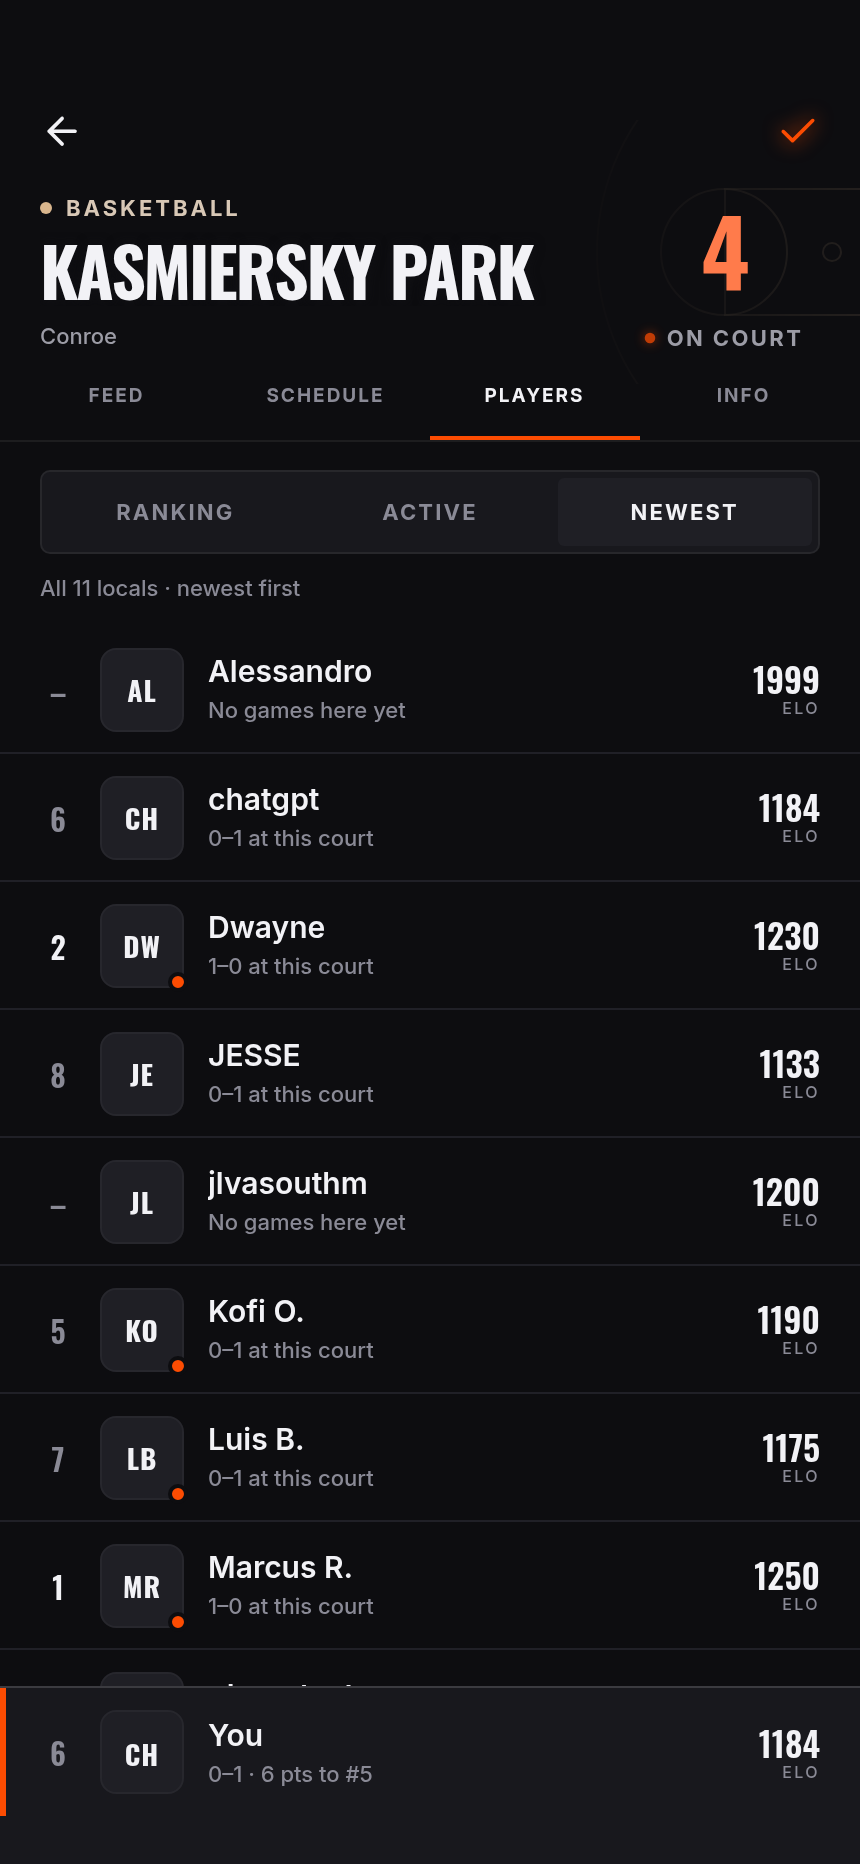 BASKETBALL
KASMIERSKY PARK
Conroe
4
ON COURT
FEED SCHEDULE PLAYERS INFO
RANKING ACTIVE NEWEST
All 11 locals · newest first
– AL Alessandro 1999
No games here yet ELO
6 CH chatgpt 1184
0–1 at this court ELO
2 DW Dwayne 1230
1–0 at this court ELO
8 JE JESSE 1133
0–1 at this court ELO
– JL jlvasouthm 1200
No games here yet ELO
5 KO Kofi O. 1190
0–1 at this court ELO
7 LB Luis B. 1175
0–1 at this court ELO
1 MR Marcus R. 1250
1–0 at this court ELO
6 CH You 1184
0–1 · 6 pts to #5 ELO